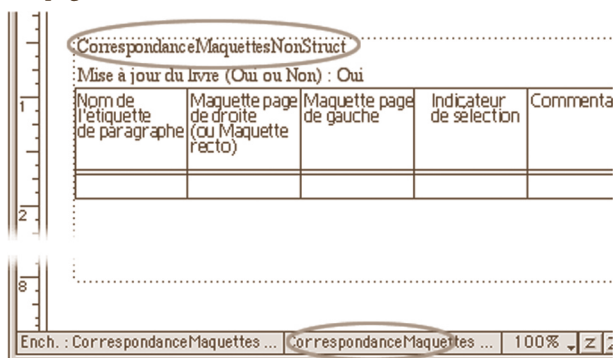 CorrespondanceMaquettesNonStruct
Mise à jour du livre (Oui ou Non) : Oui
Nom de l'étiquette de paragraphe
Maquette page de droite (ou Maquette recto)
Maquette page de gauche
Indicateur de sélection
Commenta
1
2
8
Ench. : CorrespondanceMaquettes ... CorrespondanceMaquettes ... 100% z